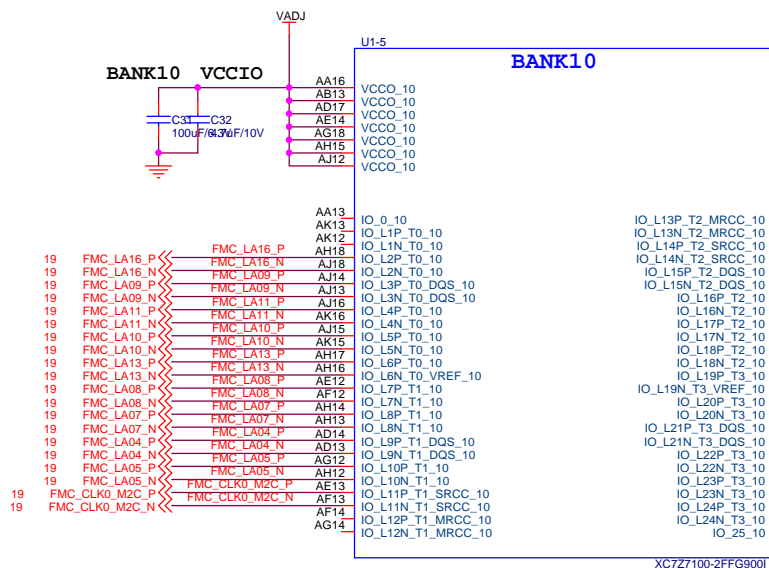 VADJ
U1-5
BANK10
BANK10 VCCIO
AA16 VCCO_10
AB13 VCCO_10
AD17 VCCO_10
AE14 VCCO_10
AG18 VCCO_10
AH15 VCCO_10
AJ12 VCCO_10
C31 C32
100uF/6.3V 4.7uF/10V
AA13 IO_0_10 IO_L13P_T2_MRCC_10
AK13 IO_L1P_T0_10 IO_L13N_T2_MRCC_10
AK12 IO_L1N_T0_10 IO_L14P_T2_SRCC_10
19 FMC_LA16_P FMC_LA16_P AH18 IO_L2P_T0_10 IO_L14N_T2_SRCC_10
19 FMC_LA16_N FMC_LA16_N AJ18 IO_L2N_T0_10 IO_L15P_T2_DQS_10
19 FMC_LA09_P FMC_LA09_P AJ14 IO_L3P_T0_DQS_10 IO_L15N_T2_DQS_10
19 FMC_LA09_N FMC_LA09_N AJ13 IO_L3N_T0_DQS_10 IO_L16P_T2_10
19 FMC_LA11_P FMC_LA11_P AJ16 IO_L4P_T0_10 IO_L16N_T2_10
19 FMC_LA11_N FMC_LA11_N AK16 IO_L4N_T0_10 IO_L17P_T2_10
19 FMC_LA10_P FMC_LA10_P AJ15 IO_L5P_T0_10 IO_L17N_T2_10
19 FMC_LA10_N FMC_LA10_N AK15 IO_L5N_T0_10 IO_L18P_T2_10
19 FMC_LA13_P FMC_LA13_P AH17 IO_L6P_T0_10 IO_L18N_T2_10
19 FMC_LA13_N FMC_LA13_N AH16 IO_L6N_T0_VREF_10 IO_L19P_T3_10
19 FMC_LA08_P FMC_LA08_P AE12 IO_L7P_T1_10 IO_L19N_T3_VREF_10
19 FMC_LA08_N FMC_LA08_N AF12 IO_L7N_T1_10 IO_L20P_T3_10
19 FMC_LA07_P FMC_LA07_P AH14 IO_L8P_T1_10 IO_L20N_T3_10
19 FMC_LA07_N FMC_LA07_N AH13 IO_L8N_T1_10 IO_L21P_T3_DQS_10
19 FMC_LA04_P FMC_LA04_P AD14 IO_L9P_T1_DQS_10 IO_L21N_T3_DQS_10
19 FMC_LA04_N FMC_LA04_N AD13 IO_L9N_T1_DQS_10 IO_L22P_T3_10
19 FMC_LA05_P FMC_LA05_P AG12 IO_L10P_T1_10 IO_L22N_T3_10
19 FMC_LA05_N FMC_LA05_N AH12 IO_L10N_T1_10 IO_L23P_T3_10
19 FMC_CLK0_M2C_P FMC_CLK0_M2C_P AE13 IO_L11P_T1_SRCC_10 IO_L23N_T3_10
19 FMC_CLK0_M2C_N FMC_CLK0_M2C_N AF13 IO_L11N_T1_SRCC_10 IO_L24P_T3_10
AF14 IO_L12P_T1_MRCC_10 IO_L24N_T3_10
AG14 IO_L12N_T1_MRCC_10 IO_25_10
XC7Z7100-2FFG900I